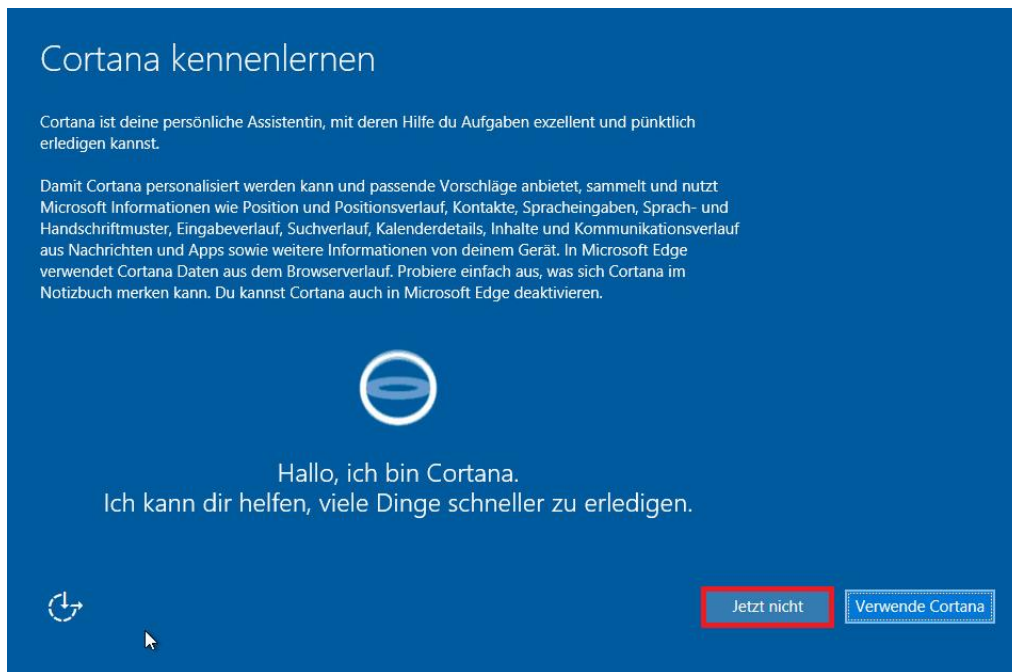 Cortana kennenlernen
Cortana ist deine persönliche Assistentin, mit deren Hilfe du Aufgaben exzellent und pünktlich
erledigen kannst.
Damit Cortana personalisiert werden kann und passende Vorschläge anbietet, sammelt und nutzt
Microsoft Informationen wie Position und Positionsverlauf, Kontakte, Spracheingaben, Sprach- und
Handschriftmuster, Eingabeverlauf, Suchverlauf, Kalenderdetails, Inhalte und Kommunikationsverlauf
aus Nachrichten und Apps sowie weitere Informationen von deinem Gerät. In Microsoft Edge
verwendet Cortana Daten aus dem Browserverlauf. Probiere einfach aus, was sich Cortana im
Notizbuch merken kann. Du kannst Cortana auch in Microsoft Edge deaktivieren.
Hallo, ich bin Cortana.
Ich kann dir helfen, viele Dinge schneller zu erledigen.
Jetzt nicht
Verwende Cortana